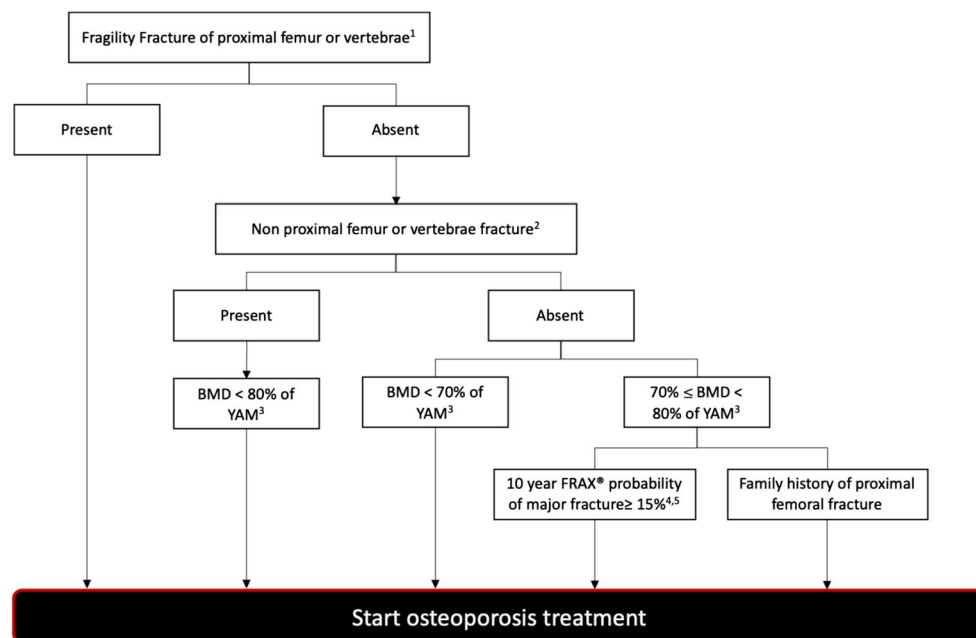 Fragility Fracture of proximal femur or vertebrae¹
Present
Absent
Non proximal femur or vertebrae fracture²
Present
Absent
BMD < 80% of
YAM³
BMD < 70% of
YAM³
70% ≤ BMD <
80% of YAM³
10 year FRAX® probability
of major fracture≥ 15%⁴,⁵
Family history of proximal
femoral fracture
Start osteoporosis treatment